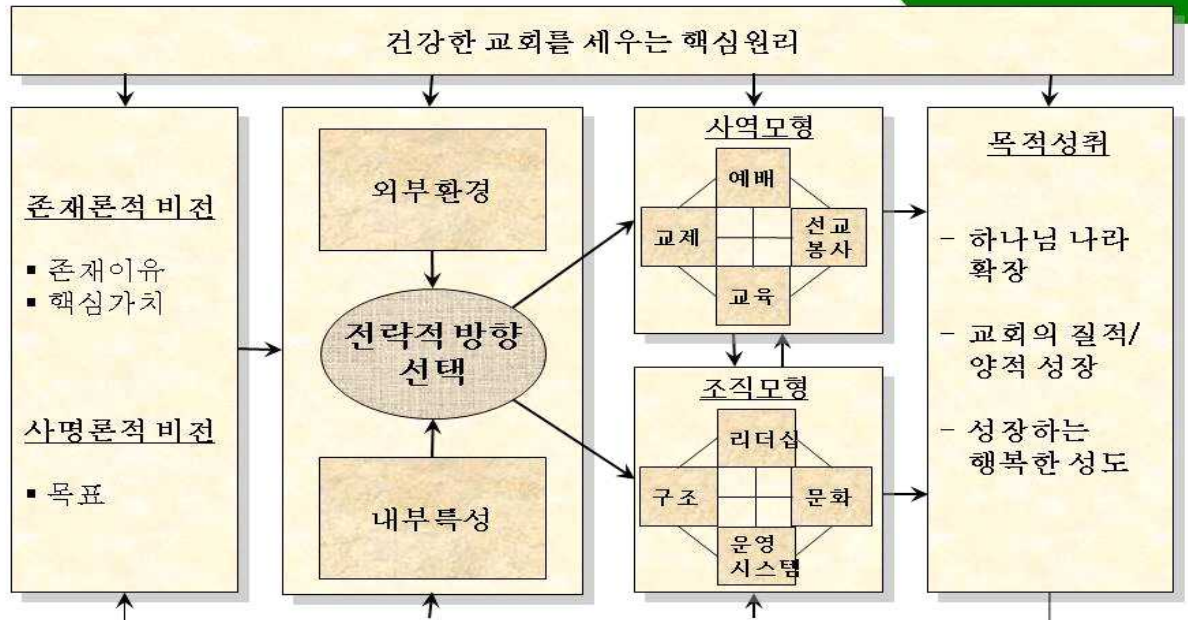 건강한 교회를 세우는 핵심원리
존재론적 비전
▪ 존재이유
▪ 핵심가치
사명론적 비전
▪ 목표
외부환경
전략적 방향
선택
내부특성
사역모형
예배
교제
선교
봉사
교육
조직모형
리더십
구조
문화
운영
시스템
목적성취
- 하나님 나라
확장
- 교회의 질적/
양적 성장
- 성장하는
행복한 성도